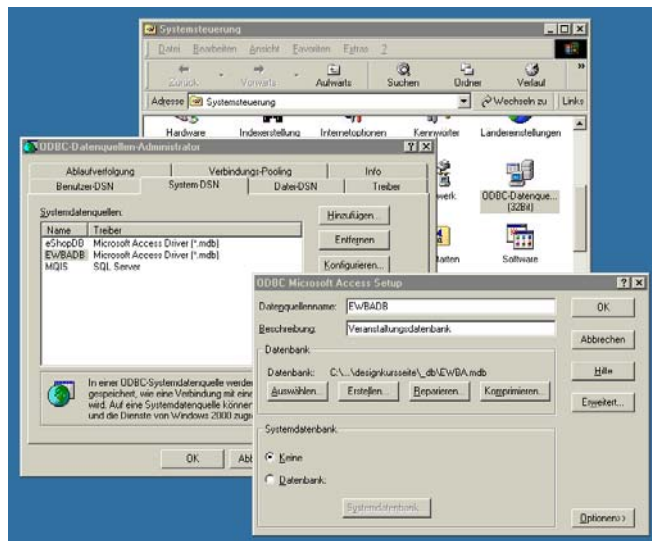 Systemsteuerung
Datei Bearbeiten Ansicht Favoriten Extras ?
Zurück Vorwärts Aufwärts Suchen Ordner Verlauf »
Adresse Systemsteuerung Wechseln zu Links
Hardware Indexerstellung Internetoptionen Kennwörter Ländereinstellungen
ODBC-Datenque...
(32Bit)
Software
ODBC-Datenquellen-Administrator
Ablaufverfolgung Verbindungs-Pooling Info
Benutzer-DSN System-DSN Datei-DSN Treiber
Systemdatenquellen:
Name Treiber
eShopDB Microsoft Access Driver (*.mdb)
EWBADB Microsoft Access Driver (*.mdb)
MQIS SQL Server
Hinzufügen...
Entfernen
Konfigurieren...
In einer ODBC-Systemdatenquelle werden
gespeichert, wie eine Verbindung mit
wird. Auf eine Systemdatenquelle
und die Dienste von Windows 2000
OK
ODBC Microsoft Access Setup
Datenquellenname: EWBADB
Beschreibung: Veranstaltungsdatenbank
Datenbank
Datenbank: C:\...\designkursseite\_db\EWBA.mdb
Auswählen... Erstellen... Reparieren... Komprimieren...
Systemdatenbank
Keine
Datenbank:
Systemdatenbank...
OK
Abbrechen
Hilfe
Erweitert...
Optionen>>